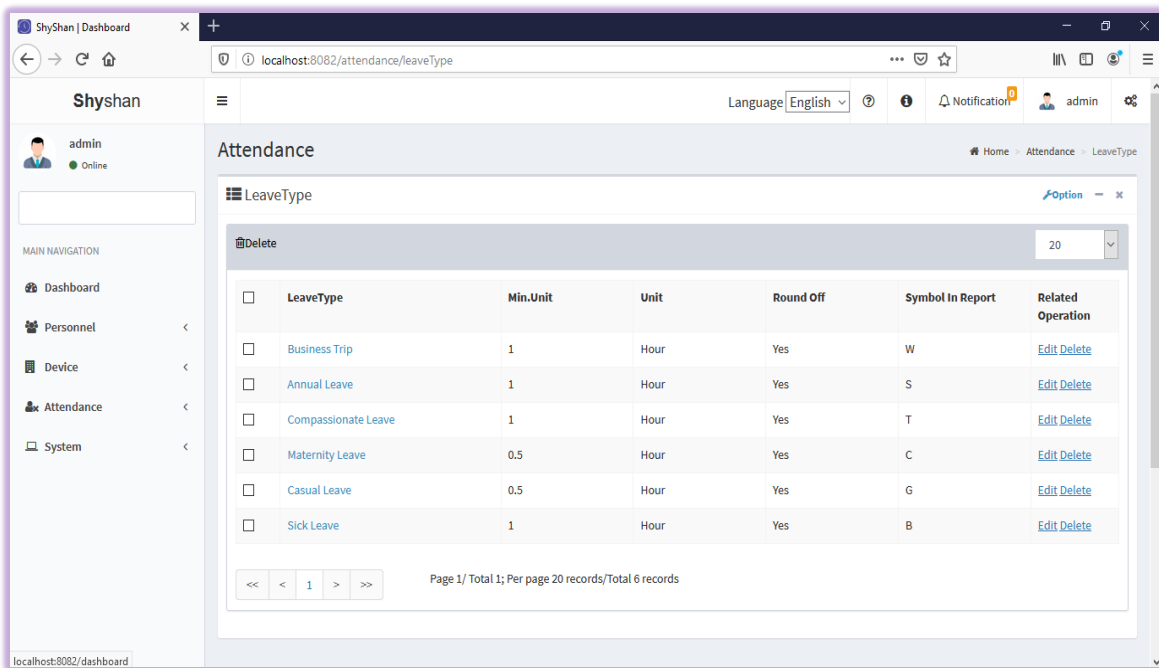 ShyShan | Dashboard
localhost:8082/attendance/leaveType
Shyshan
Language English
Notification 0
admin
admin
Online
MAIN NAVIGATION
Dashboard
Personnel
Device
Attendance
System
Attendance
Home > Attendance > LeaveType
LeaveType
Option
Delete
20
LeaveType Min.Unit Unit Round Off Symbol In Report Related
Operation
Business Trip 1 Hour Yes W Edit Delete
Annual Leave 1 Hour Yes S Edit Delete
Compassionate Leave 1 Hour Yes T Edit Delete
Maternity Leave 0.5 Hour Yes C Edit Delete
Casual Leave 0.5 Hour Yes G Edit Delete
Sick Leave 1 Hour Yes B Edit Delete
<< < 1 > >>
Page 1/ Total 1; Per page 20 records/Total 6 records
localhost:8082/dashboard